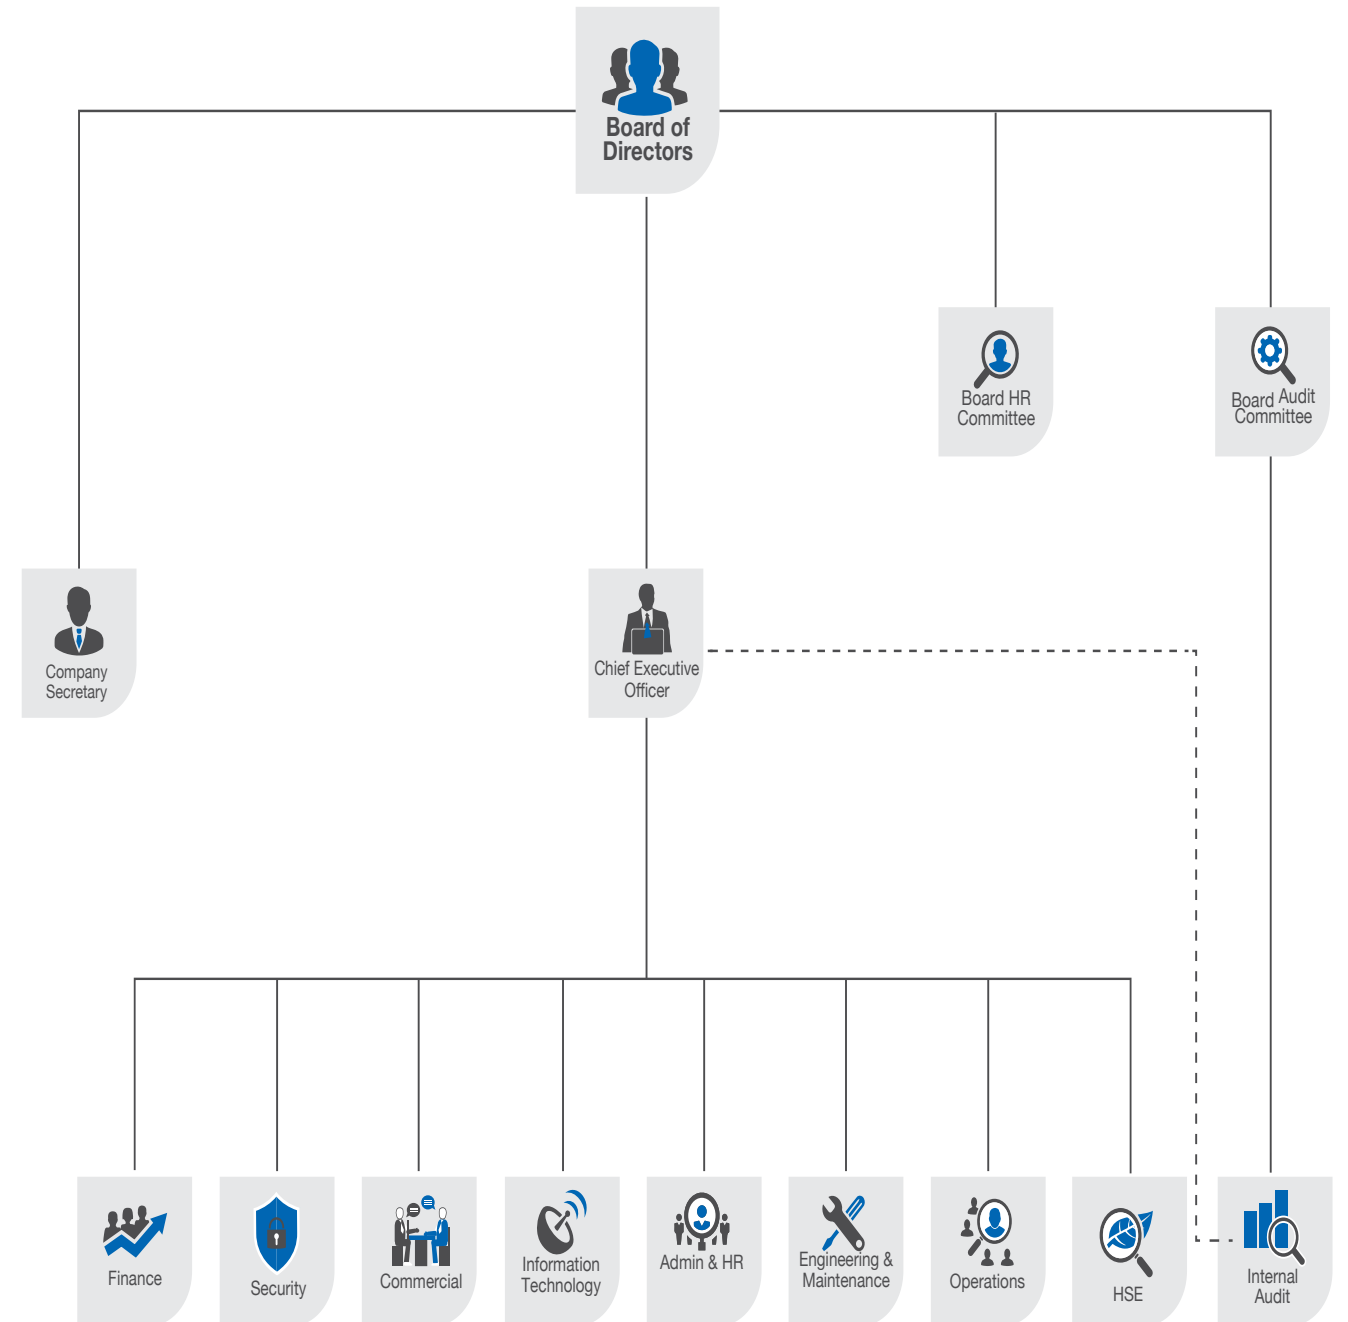 Board of
Directors
Board HR
Committee
Board Audit
Committee
Company
Secretary
Chief Executive
Officer
Finance
Security
Commercial
Information
Technology
Admin & HR
Engineering &
Maintenance
Operations
HSE
Internal
Audit